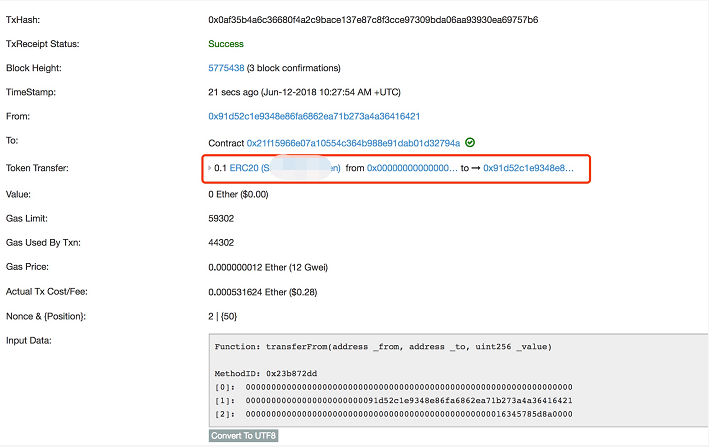 TxHash: 0x0af35b4a6c36680f4a2c9bace137e87c8f3cce97309bda06aa93930ea69757b6
TxReceipt Status: Success
Block Height: 5775438 (3 block confirmations)
TimeStamp: 21 secs ago (Jun-12-2018 10:27:54 AM +UTC)
From: 0x91d52c1e9348e86fa6862ea71b273a4a36416421
To: Contract 0x21f15966e07a10554c364b988e91dab01d32794a
Token Transfer: 0.1 ERC20 (S en) from 0x00000000000000... to → 0x91d52c1e9348e8...
Value: 0 Ether ($0.00)
Gas Limit: 59302
Gas Used By Txn: 44302
Gas Price: 0.000000012 Ether (12 Gwei)
Actual Tx Cost/Fee: 0.000531624 Ether ($0.28)
Nonce & {Position}: 2 | {50}
Input Data: Function: transferFrom(address _from, address _to, uint256 _value)
MethodID: 0x23b872dd
[0]: 0000000000000000000000000000000000000000000000000000000000000000
[1]: 00000000000000000000000091d52c1e9348e86fa6862ea71b273a4a36416421
[2]: 000000000000000000000000000000000000000000000000016345785d8a0000
Convert To UTF8